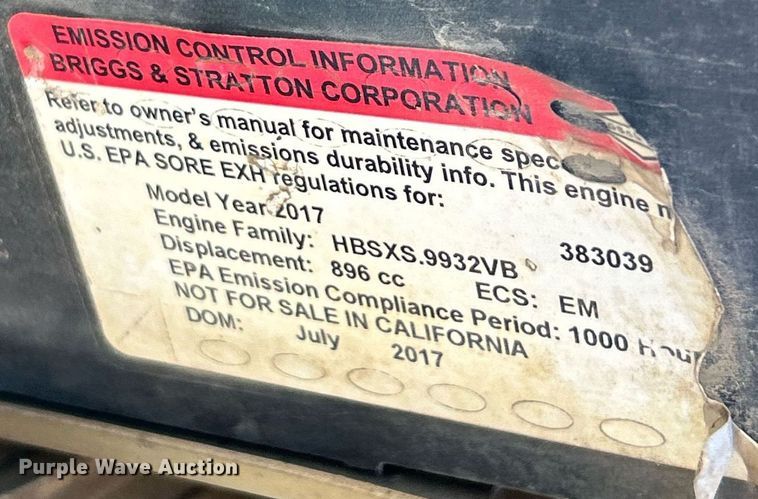 EMISSION CONTROL INFORMATION
BRIGGS & STRATTON CORPORATION
Refer to owner's manual for maintenance spec
adjustments, & emissions durability info. This engine
U.S. EPA SORE EXH regulations for:
Model Year 2017
Engine Family: HBSXS.9932VB 383039
Displacement: 896 cc ECS: EM
EPA Emission Compliance Period: 1000
NOT FOR SALE IN CALIFORNIA
DOM: July 2017
Purple Wave Auction